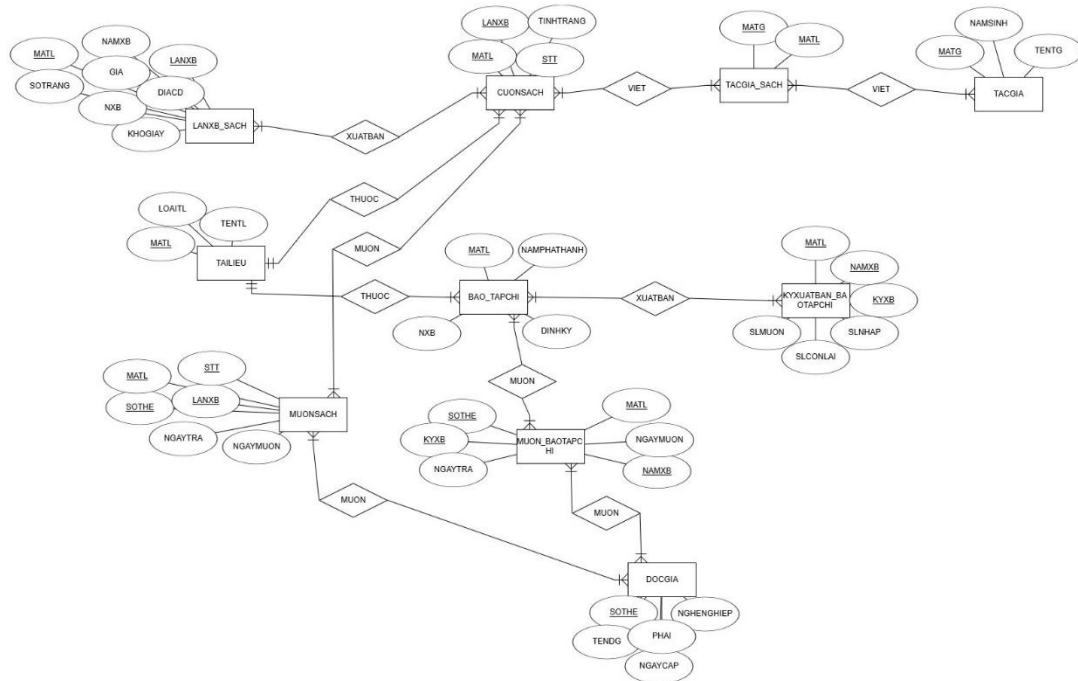 NAMXB
MATL
GIA
LANXB
SOTRANG
DIACD
NXB
KHOGIAY
LANXB_SACH
XUATBAN
LANXB
TINHTRANG
MATL
STT
CUONSACH
VIET
MATG
MATL
TACGIA_SACH
VIET
NAMSINH
MATG
TENTG
TACGIA
THUOC
MUON
LOAITL
TENTL
MATL
TAILIEU
THUOC
MATL
NAMPHATHANH
BAO_TAPCHI
NXB
DINHKY
XUATBAN
MATL
NAMXB
KYXUATBAN_BA
OTAPCHI
KYXB
SLMUON
SLNHAP
SLCONLAI
MUON
STT
MATL
LANXB
SOTHE
MUONSACH
NGAYTRA
NGAYMUON
SOTHE
MATL
KYXB
MUON_BAOTAPC
HI
NGAYMUON
NGAYTRA
NAMXB
MUON
MUON
DOCGIA
SOTHE
NGHENGHIEP
TENDG
PHAI
NGAYCAP